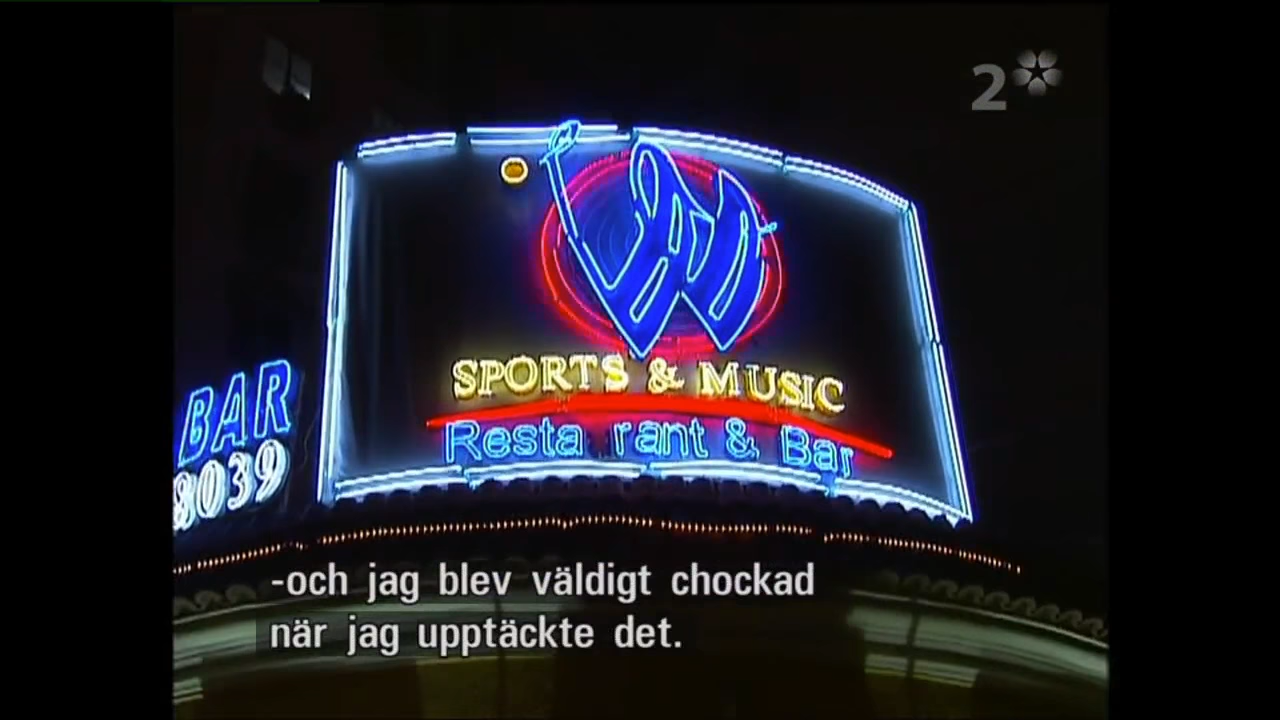 2
SPORTS & MUSIC
Resta rant & Bar
BAR
8039
-och jag blev väldigt chockad
när jag upptäckte det.